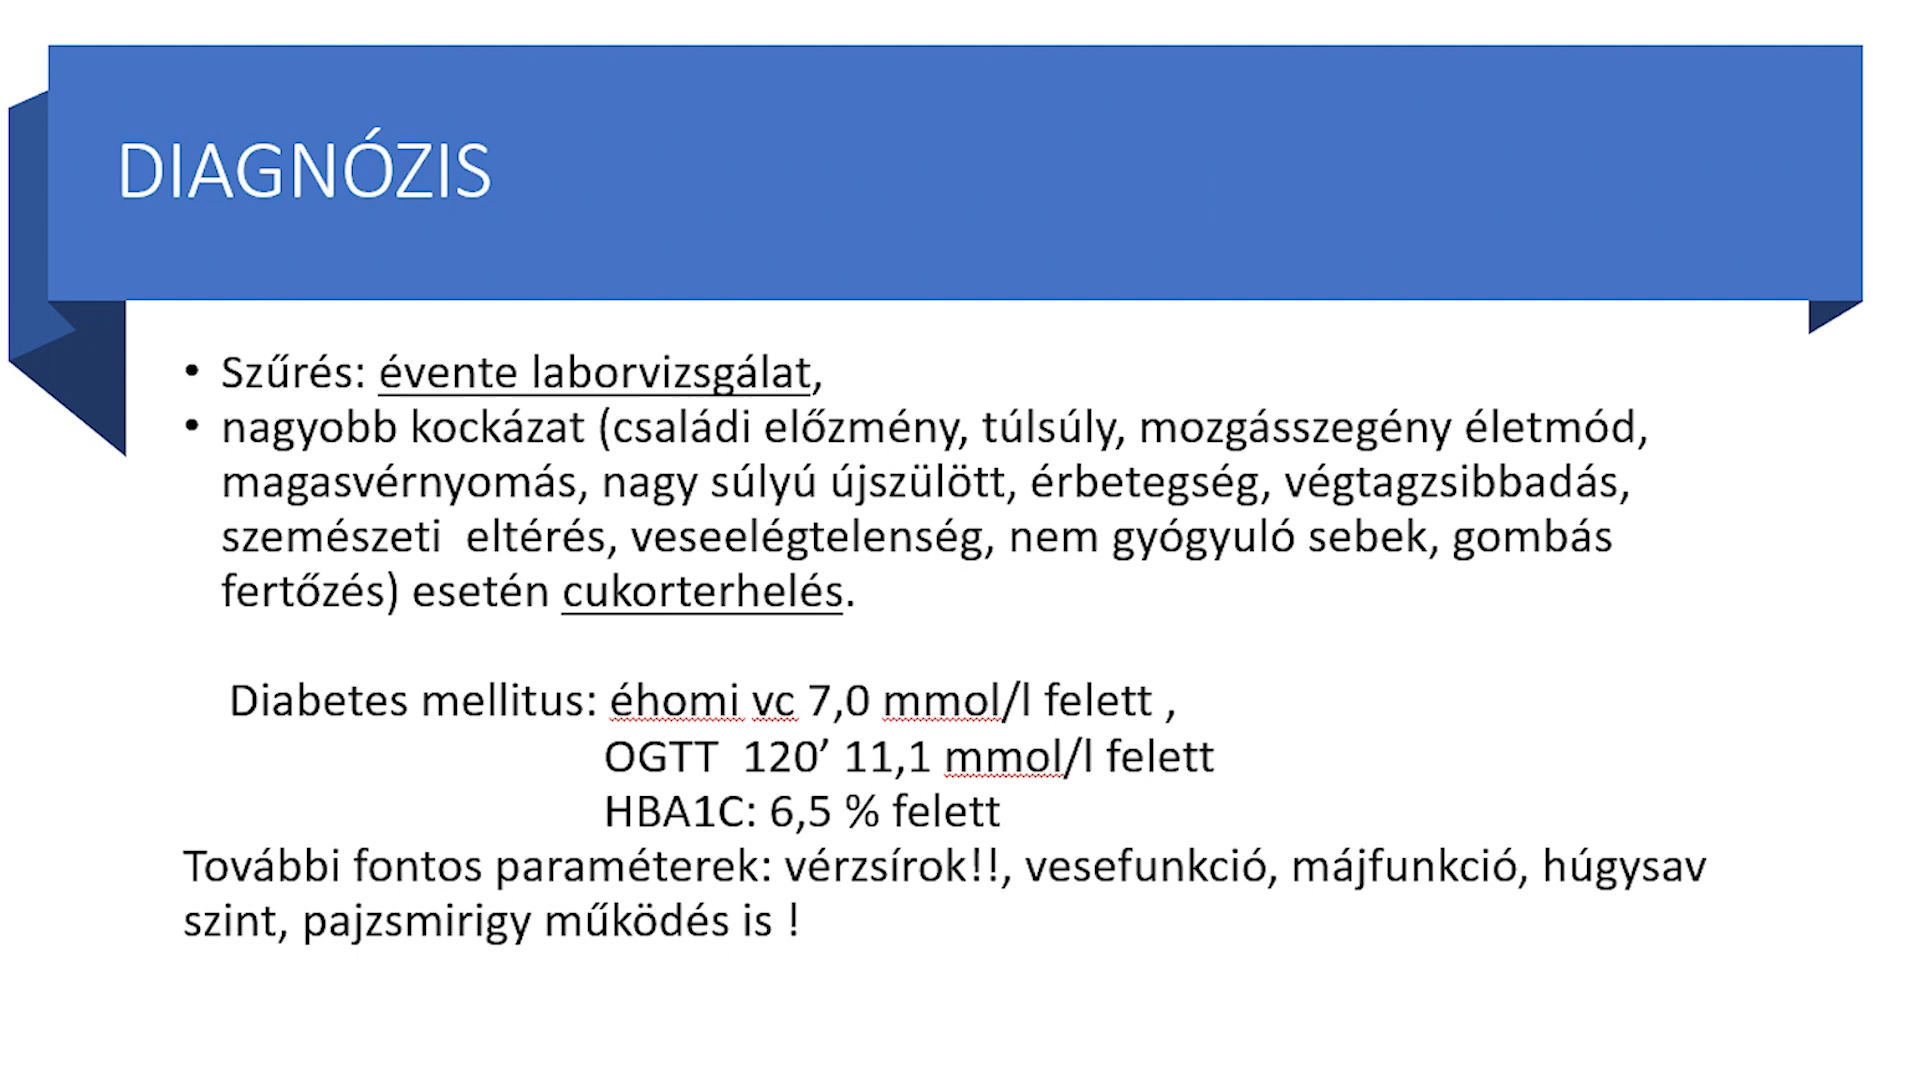 DIAGNÓZIS
• Szűrés: évente laborvizsgálat,
• nagyobb kockázat (családi előzmény, túlsúly, mozgásszegény életmód,
magasvérnyomás, nagy súlyú újszülött, érbetegség, végtagzsibbadás,
szemészeti  eltérés, veseelégtelenség, nem gyógyuló sebek, gombás
fertőzés) esetén cukorterhelés.
Diabetes mellitus: éhomi vc 7,0 mmol/l felett ,
OGTT  120’ 11,1 mmol/l felett
HBA1C: 6,5 % felett
További fontos paraméterek: vérzsírok!!, vesefunkció, májfunkció, húgysav
szint, pajzsmirigy működés is !